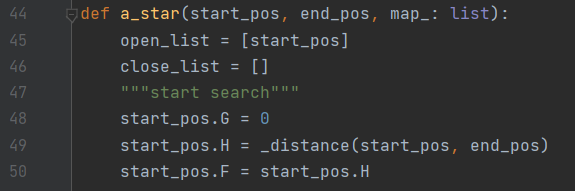 44 def a_star(start_pos, end_pos, map_: list):
45     open_list = [start_pos]
46     close_list = []
47     """start search"""
48     start_pos.G = 0
49     start_pos.H = _distance(start_pos, end_pos)
50     start_pos.F = start_pos.H